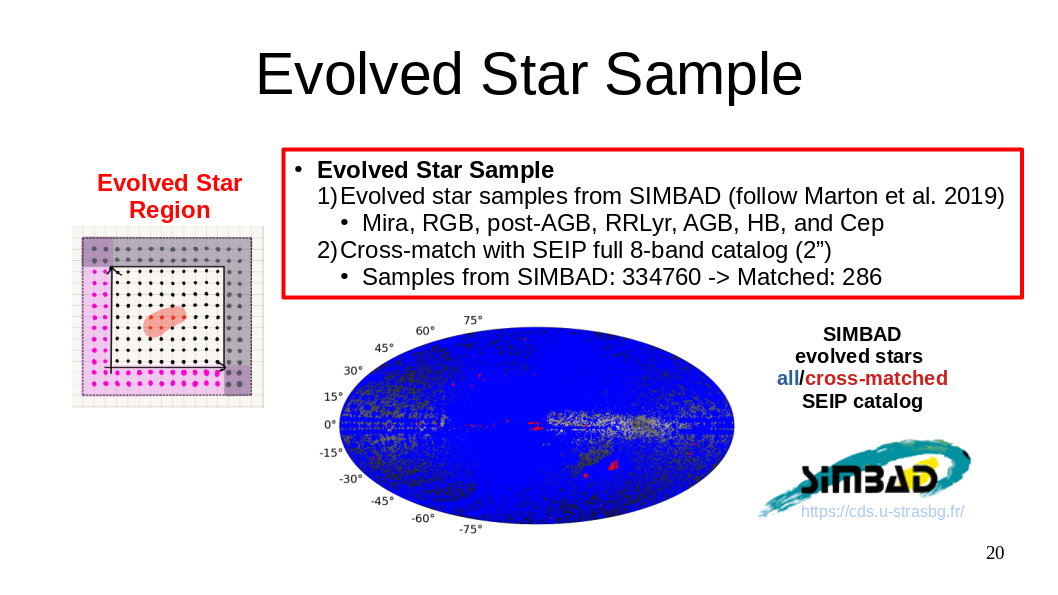 Evolved Star Sample
Evolved Star
Region
• Evolved Star Sample
1)Evolved star samples from SIMBAD (follow Marton et al. 2019)
• Mira, RGB, post-AGB, RRLyr, AGB, HB, and Cep
2)Cross-match with SEIP full 8-band catalog (2”)
• Samples from SIMBAD: 334760 -> Matched: 286
75°
60°
45°
30°
15°
0°
-15°
-30°
-45°
-60°
-75°
SIMBAD
evolved stars
all/cross-matched
SEIP catalog
SIMBAD
https://cds.u-strasbg.fr/
20